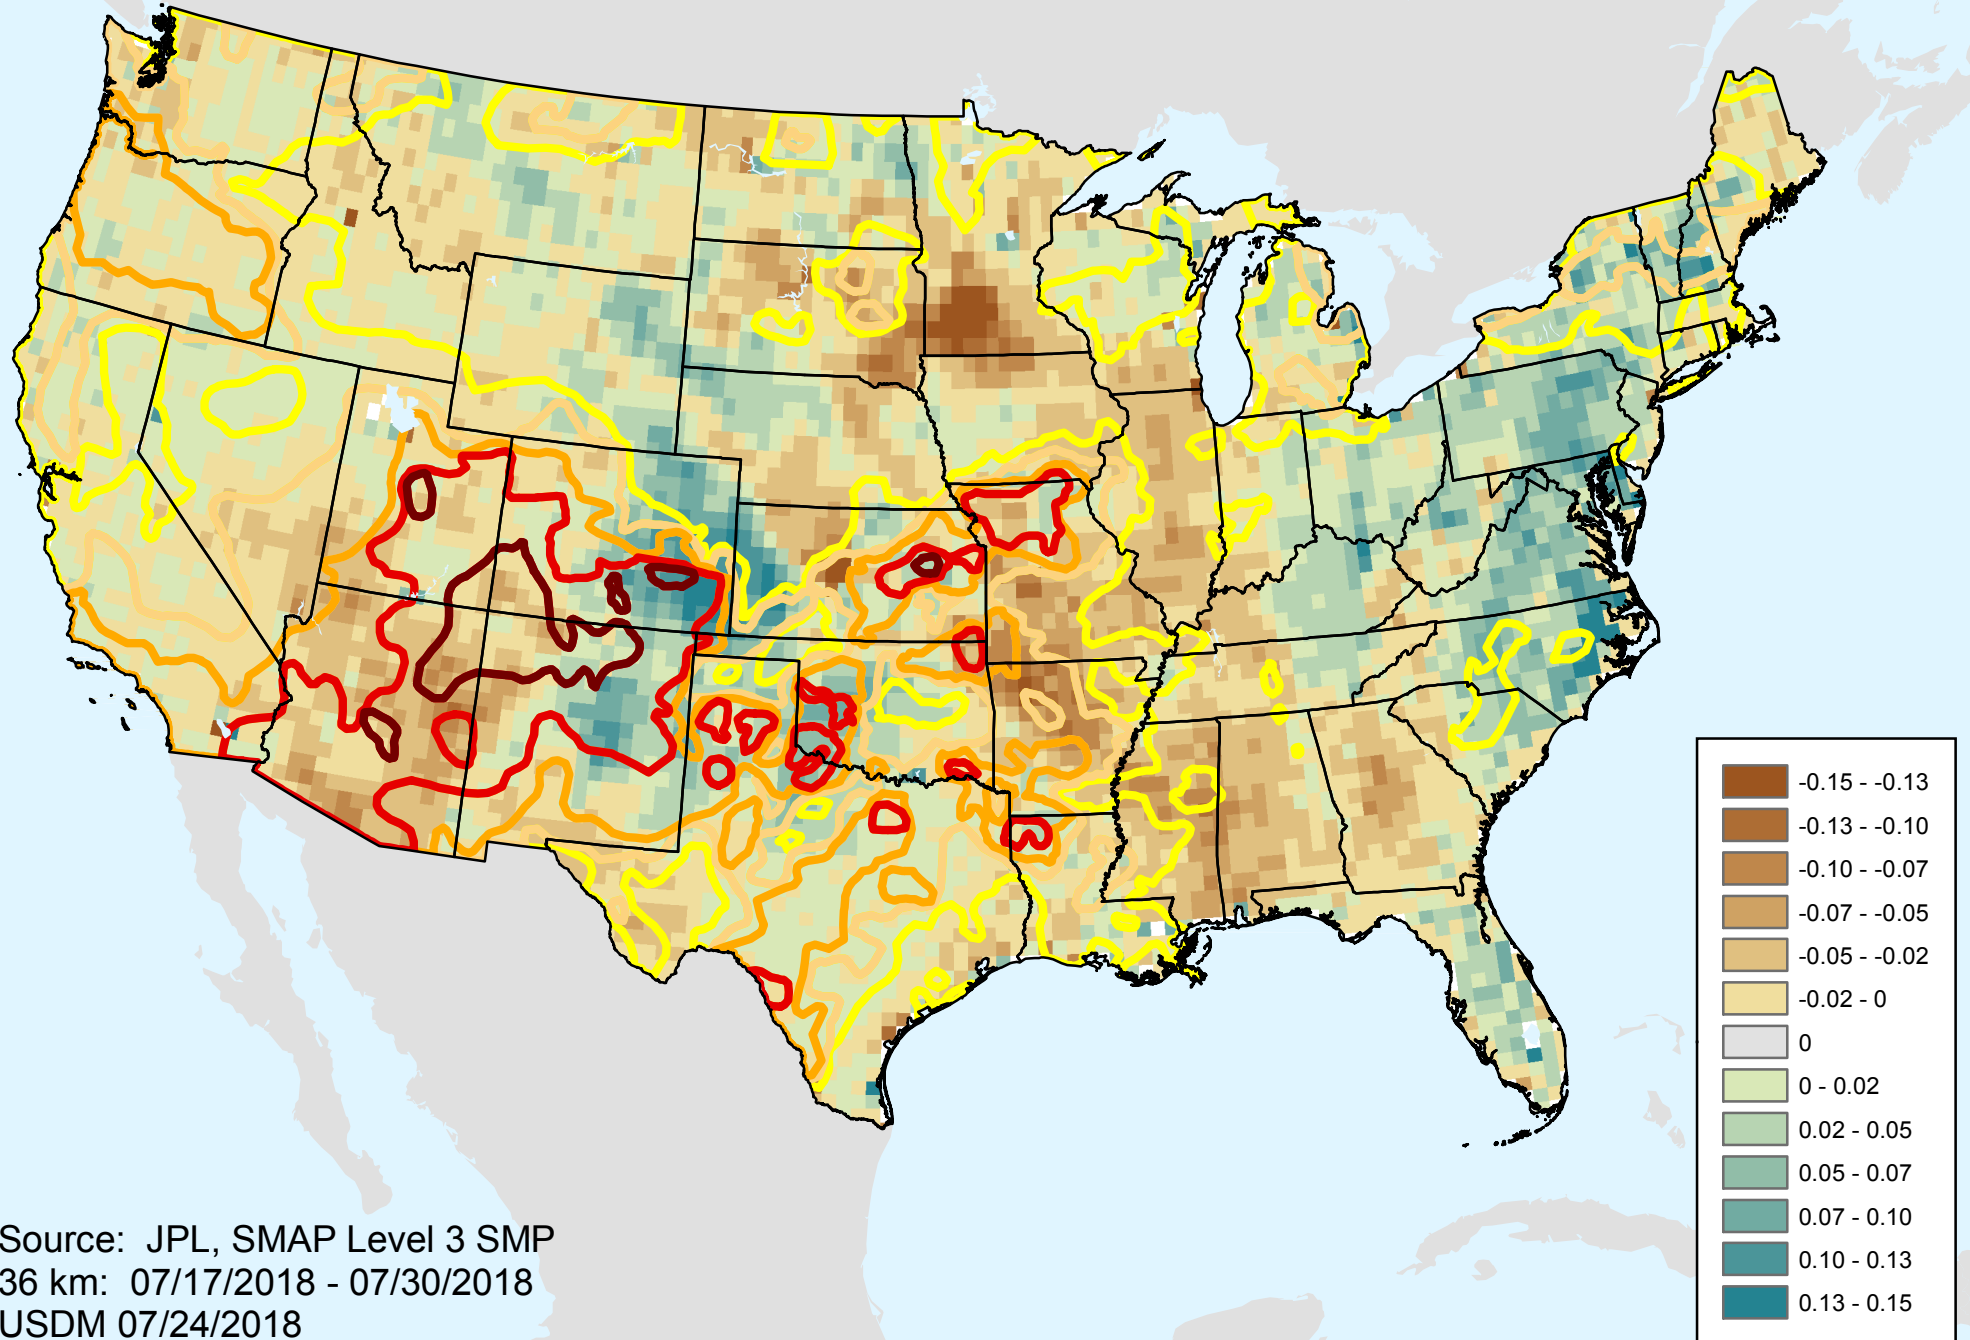 -0.15 - -0.13
-0.13 - -0.10
-0.10 - -0.07
-0.07 - -0.05
-0.05 - -0.02
-0.02 - 0
0
0 - 0.02
0.02 - 0.05
0.05 - 0.07
0.07 - 0.10
0.10 - 0.13
0.13 - 0.15
Source: JPL, SMAP Level 3 SMP
36 km: 07/17/2018 - 07/30/2018
USDM 07/24/2018